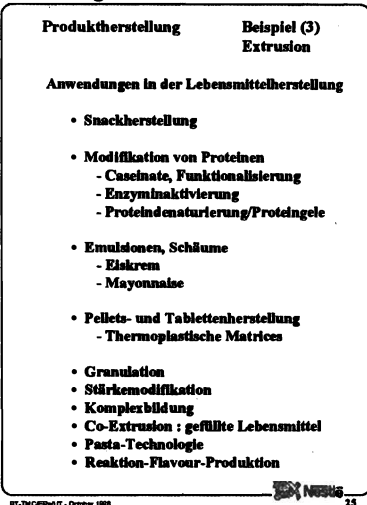 Produktherstellung Beispiel (3)
Extrusion
Anwendungen in der Lebensmittelherstellung
• Snackherstellung
• Modifikation von Proteinen
- Caseinate, Funktionalisierung
- Enzyminaktivierung
- Proteindenaturierung/Proteingele
• Emulsionen, Schäume
- Eiskrem
- Mayonnaise
• Pellets- und Tablettenherstellung
- Thermoplastische Matrices
• Granulation
• Stärkemodifikation
• Komplexbildung
• Co-Extrusion : gefüllte Lebensmittel
• Pasta-Technologie
• Reaktion-Flavour-Produktion
Nestlé
October 25